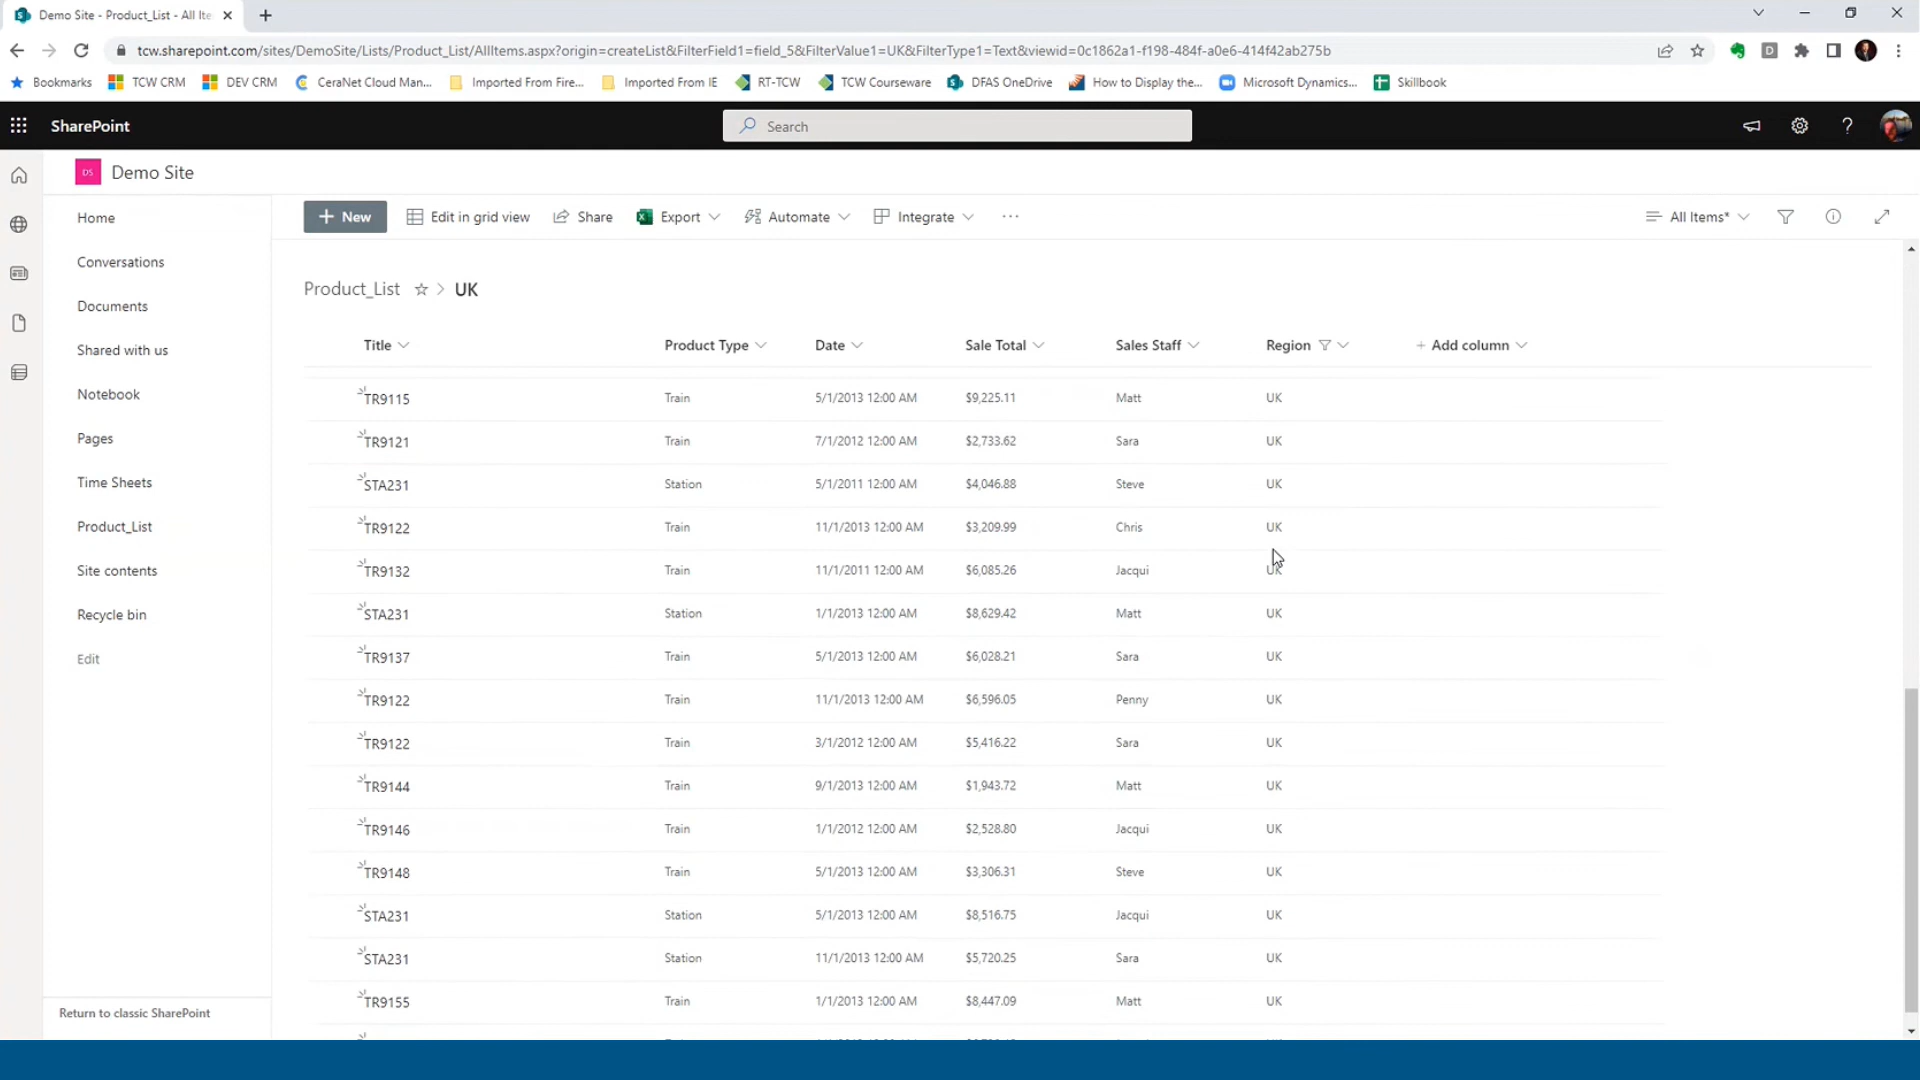 Demo Site - Product_List - All Ite
tcw.sharepoint.com/sites/DemoSite/Lists/Product_List/AllItems.aspx?origin=createList&FilterField1=field_5&FilterValue1=UK&FilterType1=Text&viewid=0c1862a1-f198-484f-a0e6-414f42ab275b
Bookmarks TCW CRM DEV CRM CeraNet Cloud Man... Imported From Fire... Imported From IE RT-TCW TCW Courseware DFAS OneDrive How to Display the... Microsoft Dynamics... Skillbook
SharePoint Search ?
DS Demo Site
Home
Conversations
Documents
Shared with us
Notebook
Pages
Time Sheets
Product_List
Site contents
Recycle bin
Edit
Return to classic SharePoint
+ New Edit in grid view Share Export Automate Integrate ... All Items*
Product_List > UK
Title Product Type Date Sale Total Sales Staff Region + Add column
TR9115 Train 5/1/2013 12:00 AM $9,225.11 Matt UK
TR9121 Train 7/1/2012 12:00 AM $2,733.62 Sara UK
STA231 Station 5/1/2011 12:00 AM $4,046.88 Steve UK
TR9122 Train 11/1/2013 12:00 AM $3,209.99 Chris UK
TR9132 Train 11/1/2011 12:00 AM $6,085.26 Jacqui UK
STA231 Station 1/1/2013 12:00 AM $8,629.42 Matt UK
TR9137 Train 5/1/2013 12:00 AM $6,028.21 Sara UK
TR9122 Train 11/1/2013 12:00 AM $6,596.05 Penny UK
TR9122 Train 3/1/2012 12:00 AM $5,416.22 Sara UK
TR9144 Train 9/1/2013 12:00 AM $1,943.72 Matt UK
TR9146 Train 1/1/2012 12:00 AM $2,528.80 Jacqui UK
TR9148 Train 5/1/2013 12:00 AM $3,306.31 Steve UK
STA231 Station 5/1/2013 12:00 AM $8,516.75 Jacqui UK
STA231 Station 11/1/2013 12:00 AM $5,720.25 Sara UK
TR9155 Train 1/1/2013 12:00 AM $8,447.09 Matt UK